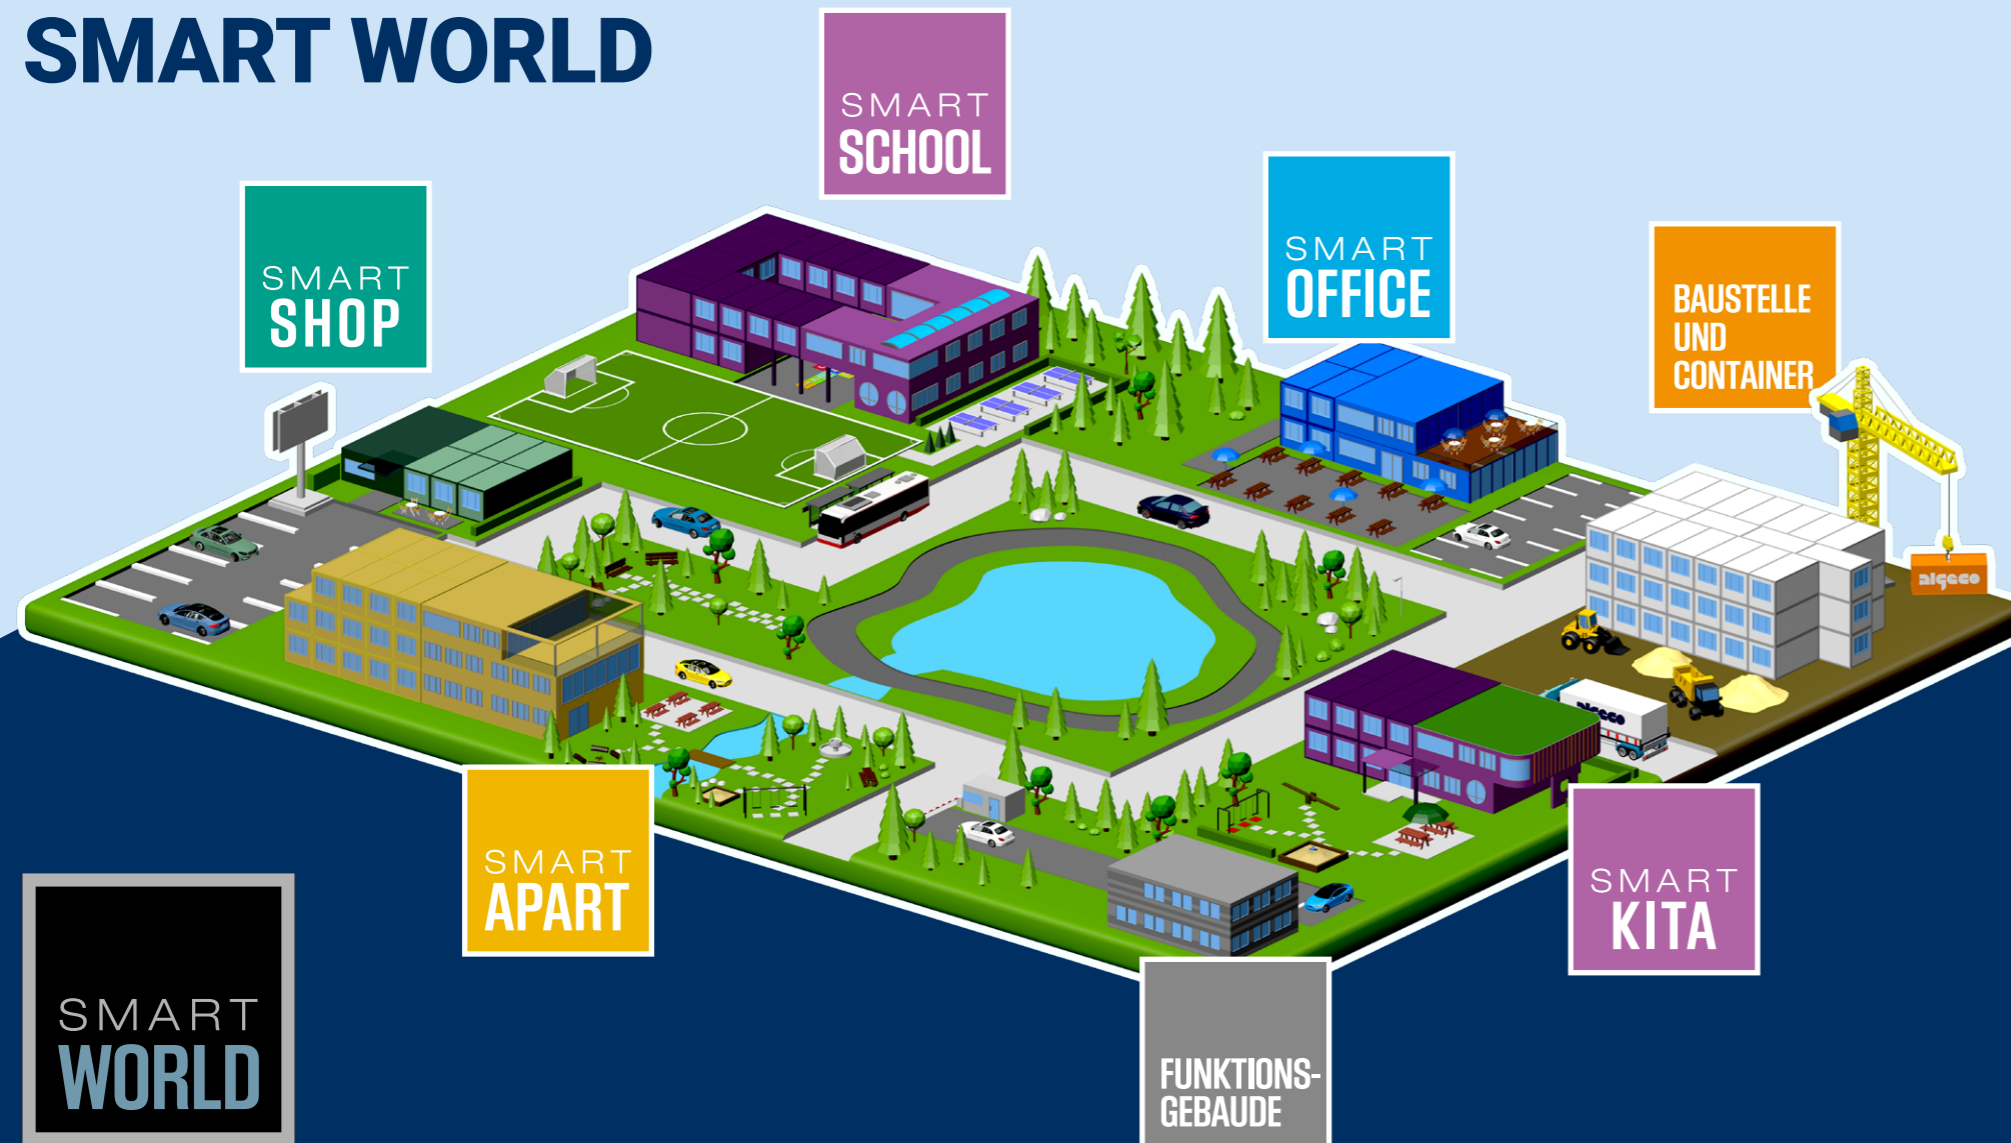 SMART WORLD
SMART
SCHOOL
SMART
OFFICE
SMART
SHOP
BAUSTELLE
UND
CONTAINER
algeco
algeco
SMART
APART
SMART
KITA
SMART
WORLD
FUNKTIONS-
GEBAUDE